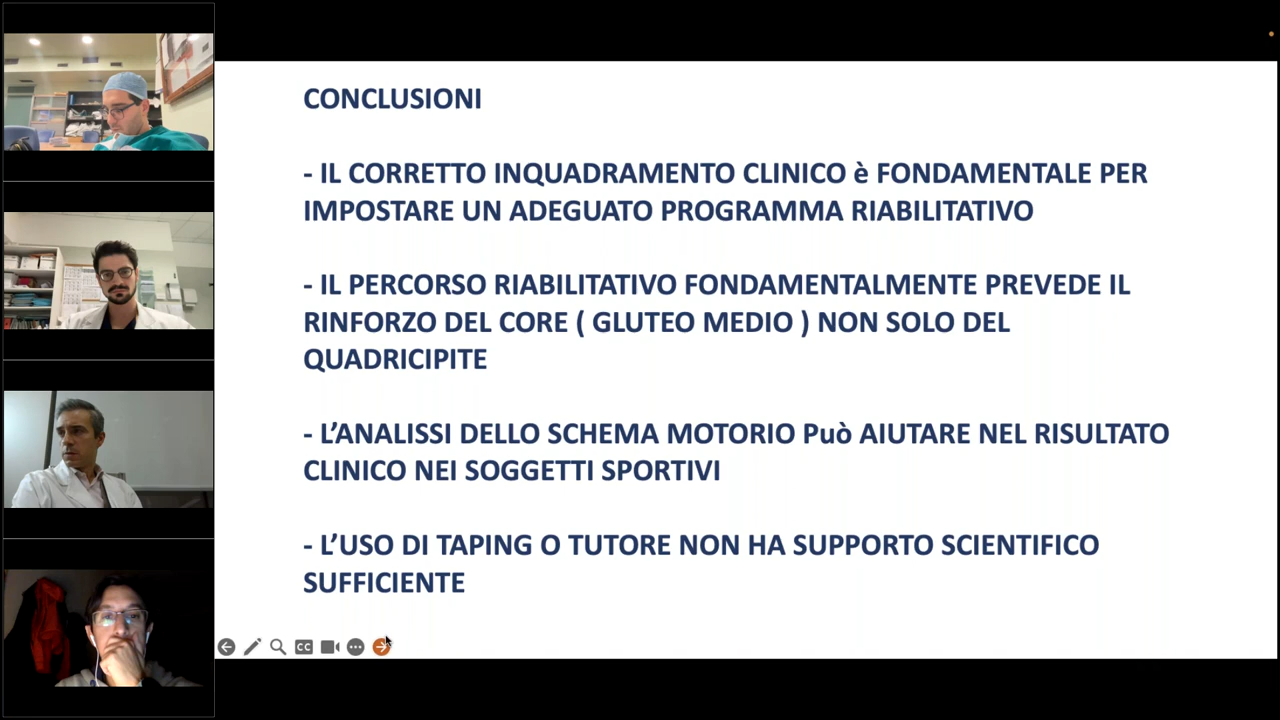 CONCLUSIONI
- IL CORRETTO INQUADRAMENTO CLINICO è FONDAMENTALE PER
IMPOSTARE UN ADEGUATO PROGRAMMA RIABILITATIVO
- IL PERCORSO RIABILITATIVO FONDAMENTALMENTE PREVEDE IL
RINFORZO DEL CORE ( GLUTEO MEDIO ) NON SOLO DEL
QUADRICIPITE
- L’ANALISI DELLO SCHEMA MOTORIO Può AIUTARE NEL RISULTATO
CLINICO NEI SOGGETTI SPORTIVI
- L’USO DI TAPING O TUTORE NON HA SUPPORTO SCIENTIFICO
SUFFICIENTE
CC